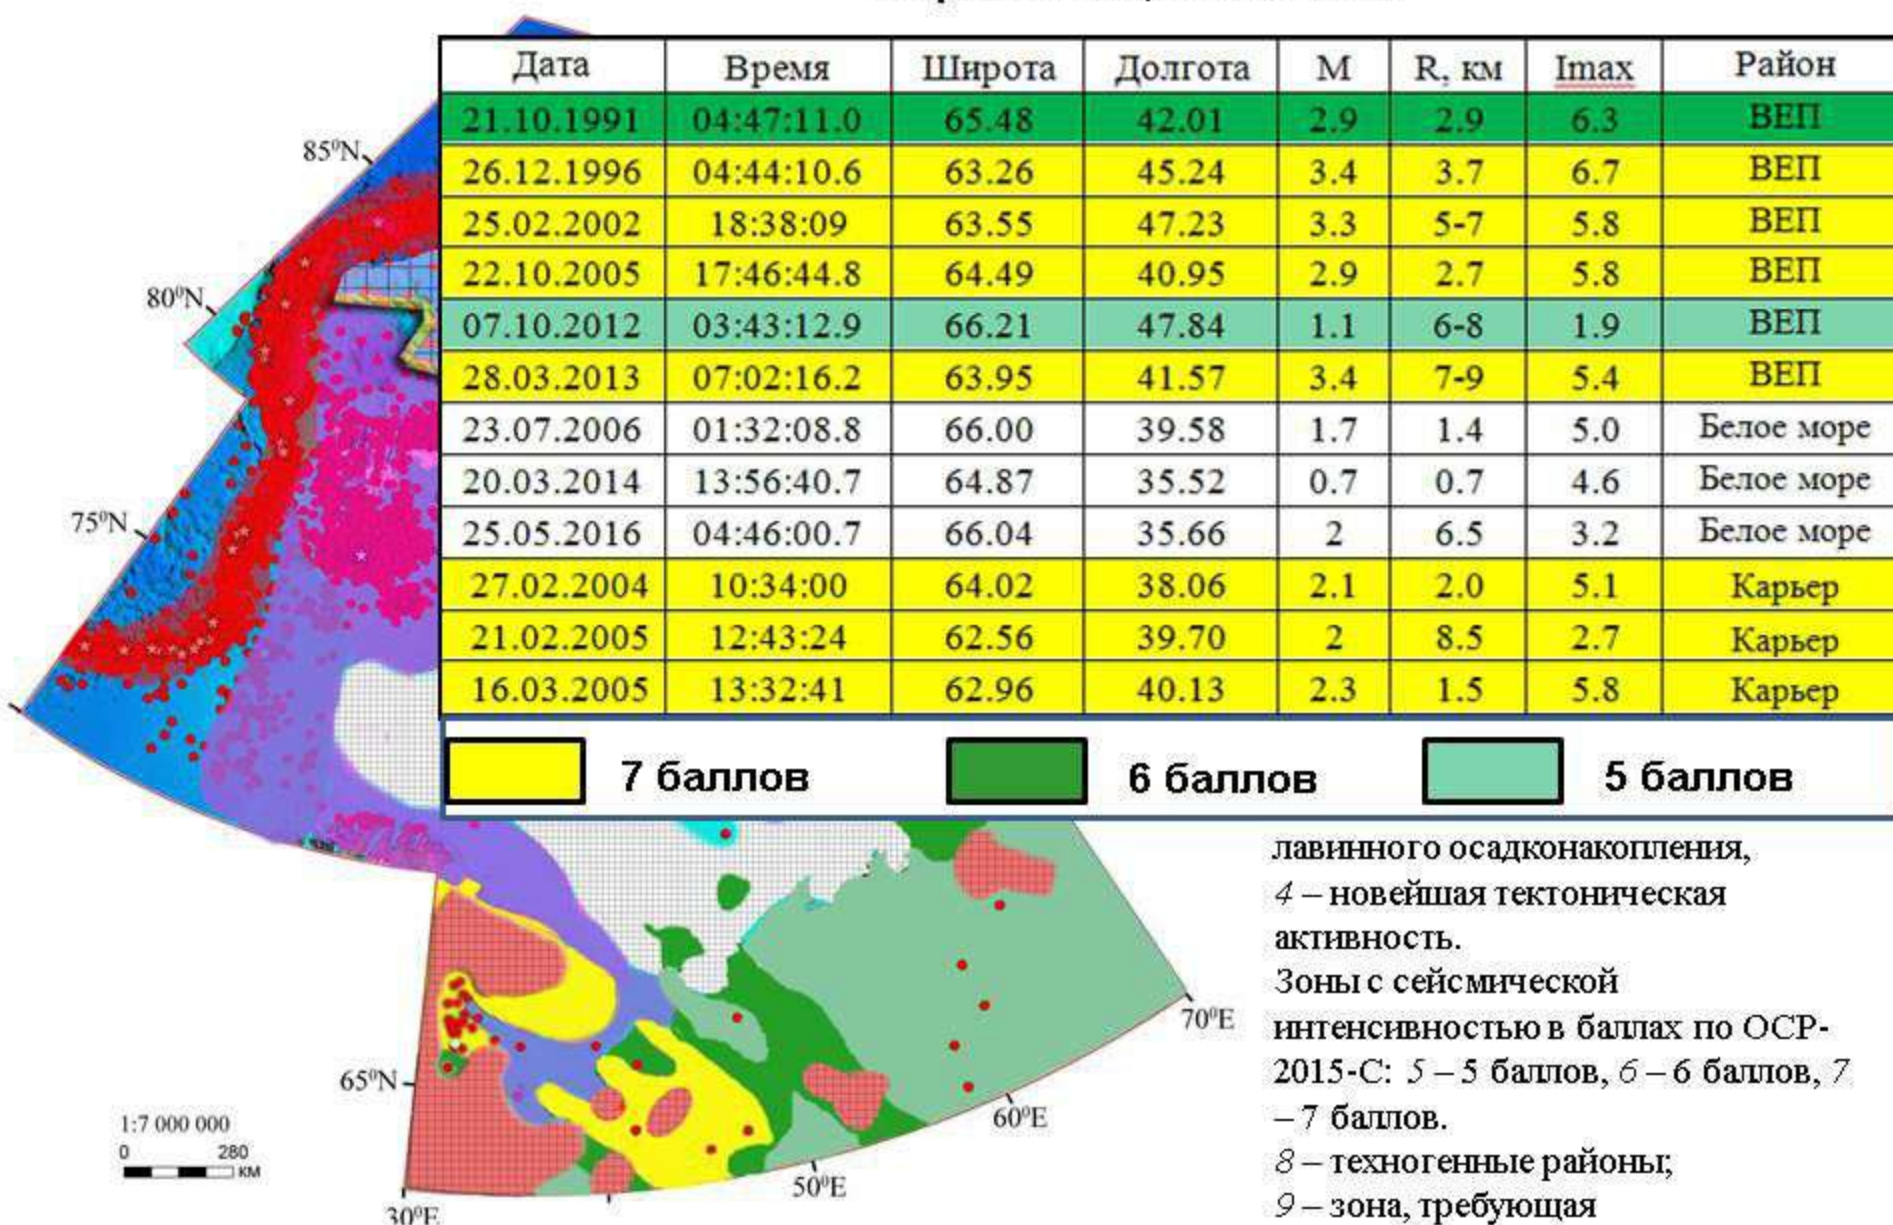 Дата Время Широта Долгота М R, км Imax Район
21.10.1991 04:47:11.0 65.48 42.01 2.9 2.9 6.3 ВЕП
26.12.1996 04:44:10.6 63.26 45.24 3.4 3.7 6.7 ВЕП
25.02.2002 18:38:09 63.55 47.23 3.3 5-7 5.8 ВЕП
22.10.2005 17:46:44.8 64.49 40.95 2.9 2.7 5.8 ВЕП
07.10.2012 03:43:12.9 66.21 47.84 1.1 6-8 1.9 ВЕП
28.03.2013 07:02:16.2 63.95 41.57 3.4 7-9 5.4 ВЕП
23.07.2006 01:32:08.8 66.00 39.58 1.7 1.4 5.0 Белое море
20.03.2014 13:56:40.7 64.87 35.52 0.7 0.7 4.6 Белое море
25.05.2016 04:46:00.7 66.04 35.66 2 6.5 3.2 Белое море
27.02.2004 10:34:00 64.02 38.06 2.1 2.0 5.1 Карьер
21.02.2005 12:43:24 62.56 39.70 2 8.5 2.7 Карьер
16.03.2005 13:32:41 62.96 40.13 2.3 1.5 5.8 Карьер
7 баллов 6 баллов 5 баллов
85⁰N
80⁰N
75⁰N
65⁰N
30⁰E
50⁰E
60⁰E
70⁰E
1:7 000 000
0 280
км
лавинного осадконакопления,
4 – новейшая тектоническая
активность.
Зоны с сейсмической
интенсивностью в баллах по ОСР-
2015-С: 5 – 5 баллов, 6 – 6 баллов, 7
– 7 баллов.
8 – техногенные районы;
9 – зона, требующая